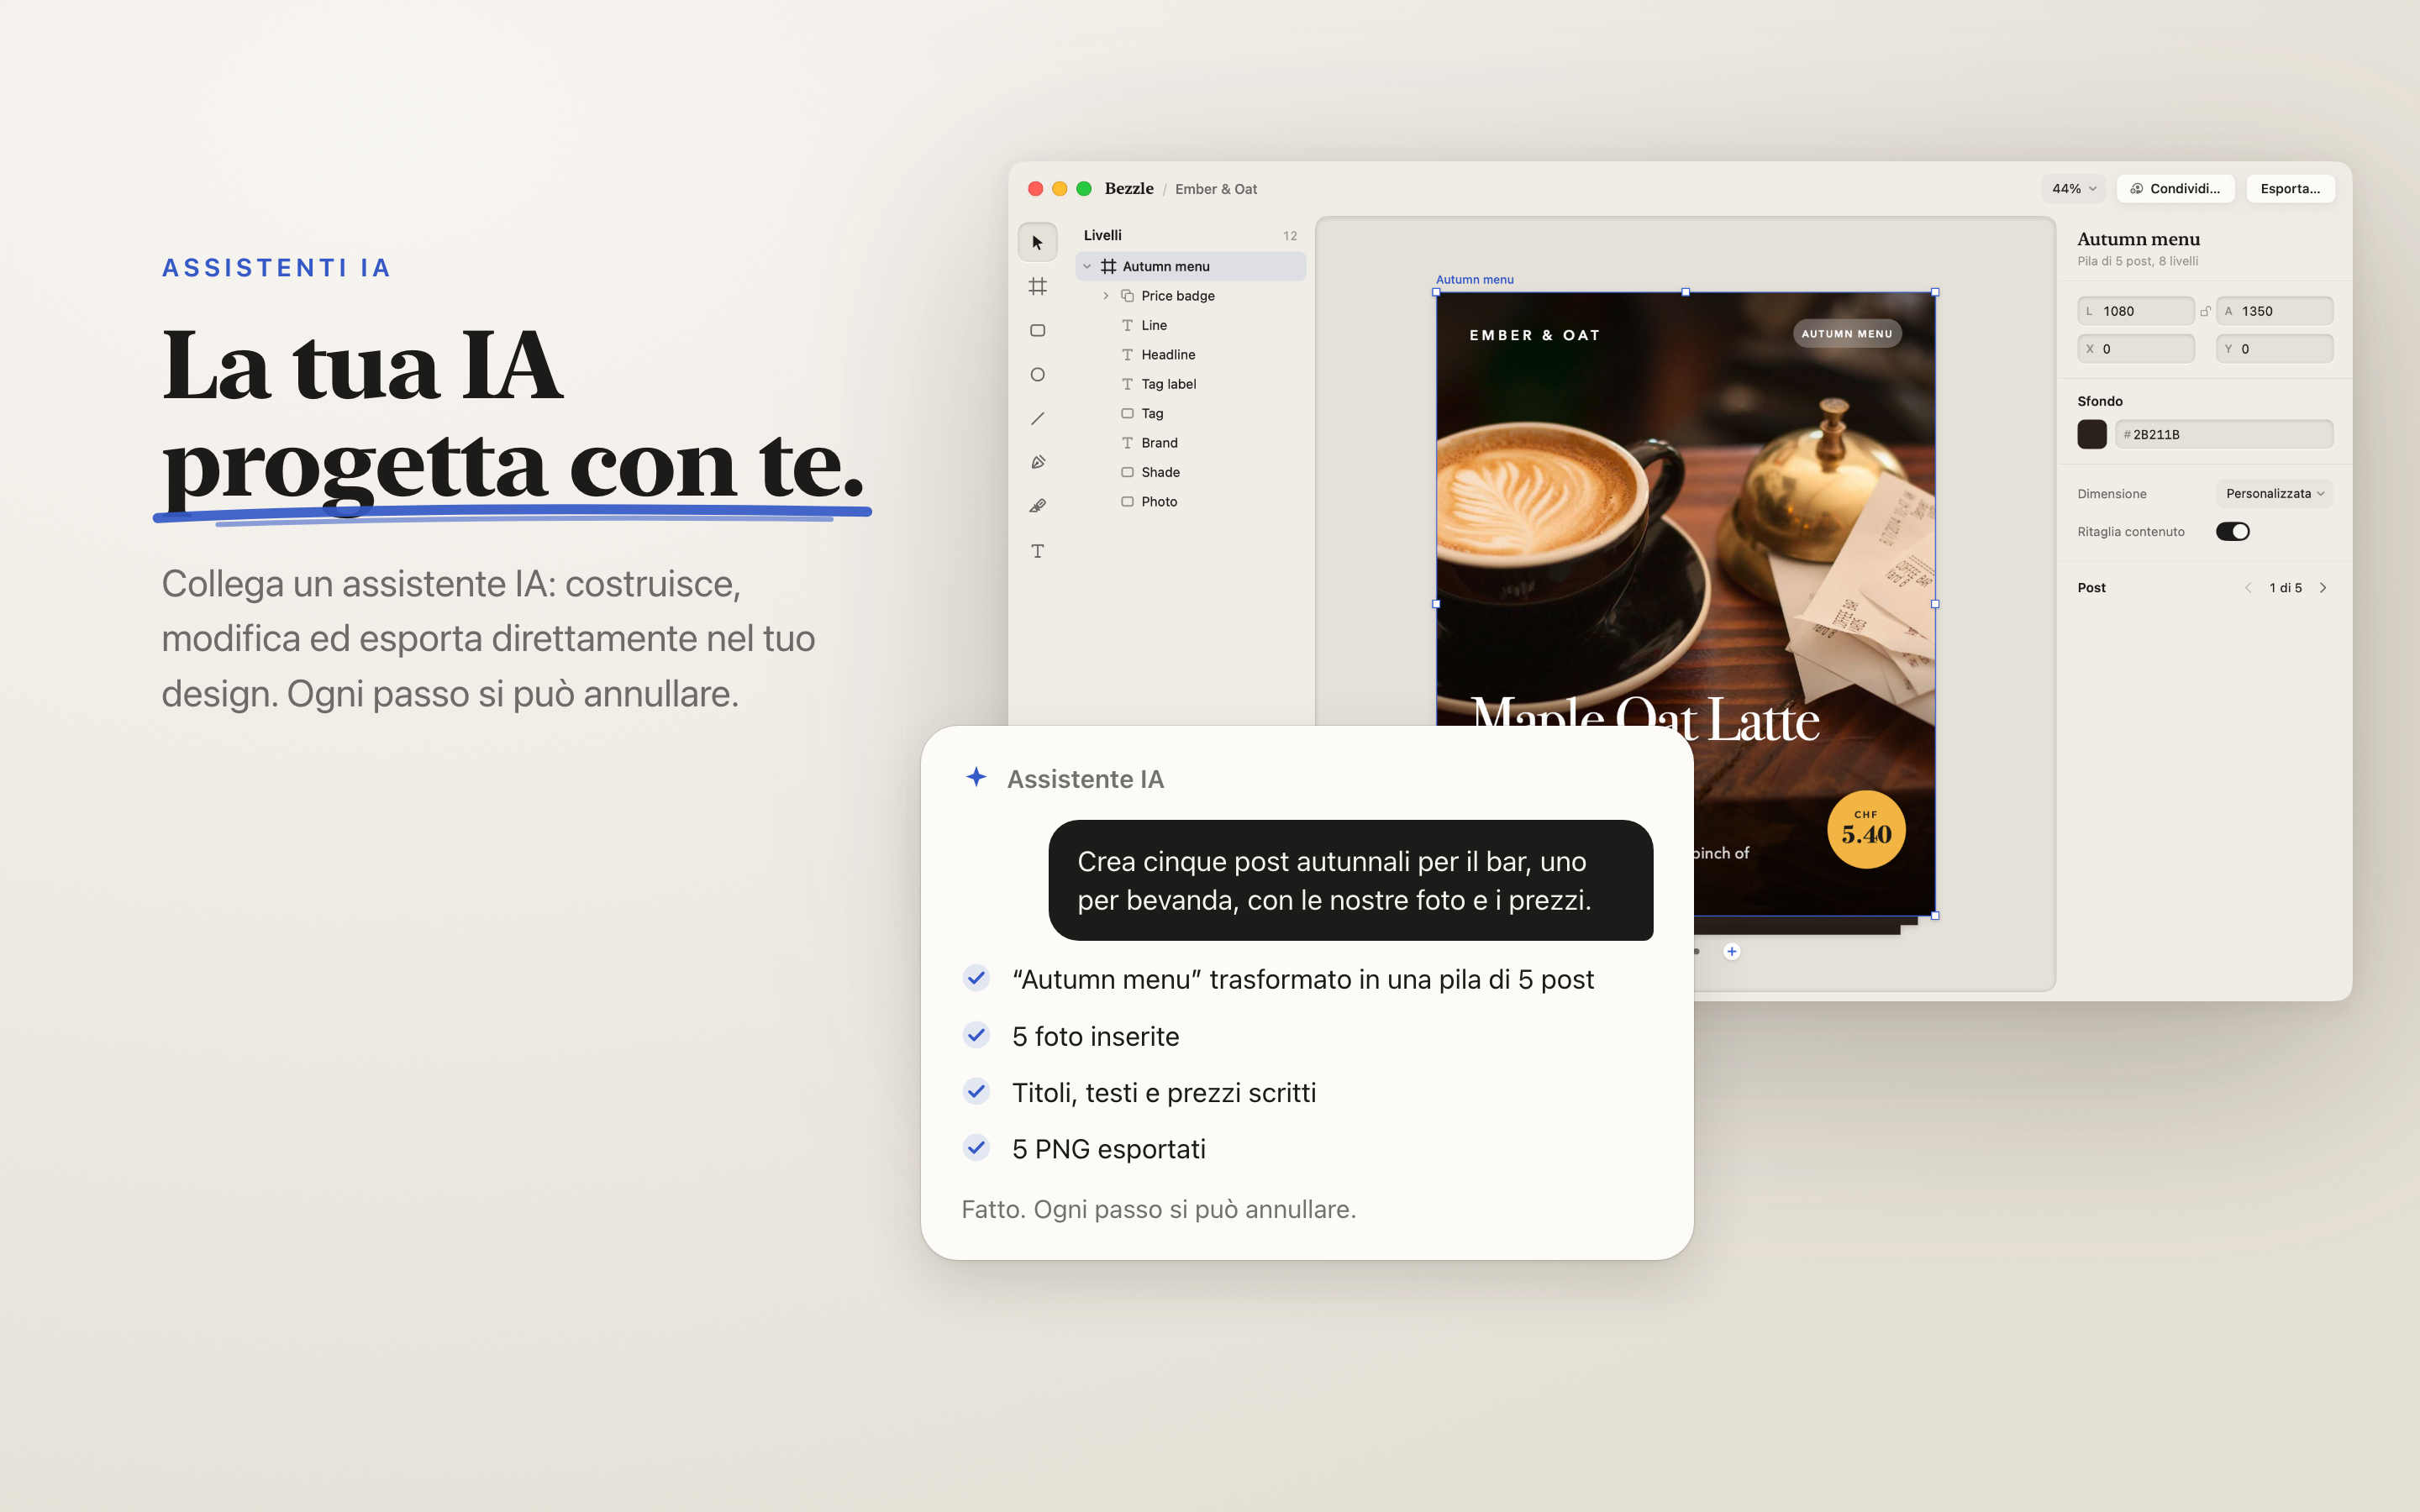 ASSISTENTI IA
La tua IA
progetta con te.
Collega un assistente IA: costruisce,
modifica ed esporta direttamente nel tuo
design. Ogni passo si può annullare.
Bezzle / Ember & Oat
44%
Condividi...
Esporta...
Livelli 12
Autumn menu
Price badge
Line
Headline
Tag label
Tag
Brand
Shade
Photo
Autumn menu
EMBER & OAT
AUTUMN MENU
Maple Oat Latte
pinch of
CHF
5.40
Autumn menu
Pila di 5 post, 8 livelli
L 1080
A 1350
X 0
Y 0
Sfondo
# 2B211B
Dimensione Personalizzata
Ritaglia contenuto
Post 1 di 5
Assistente IA
Crea cinque post autunnali per il bar, uno
per bevanda, con le nostre foto e i prezzi.
“Autumn menu” trasformato in una pila di 5 post
5 foto inserite
Titoli, testi e prezzi scritti
5 PNG esportati
Fatto. Ogni passo si può annullare.